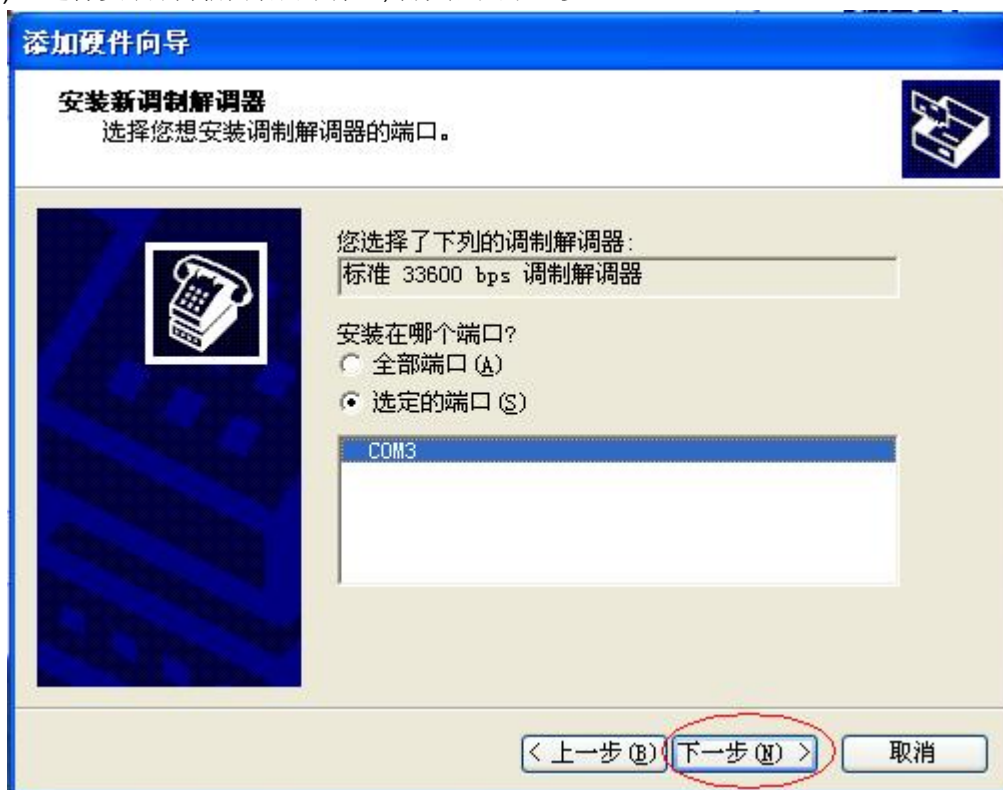 添加硬件向导
安装新调制解调器
选择您想安装调制解调器的端口。
您选择了下列的调制解调器:
标准 33600 bps 调制解调器
安装在哪个端口?
全部端口(A)
选定的端口(S)
COM3
< 上一步(B) 下一步(N) > 取消